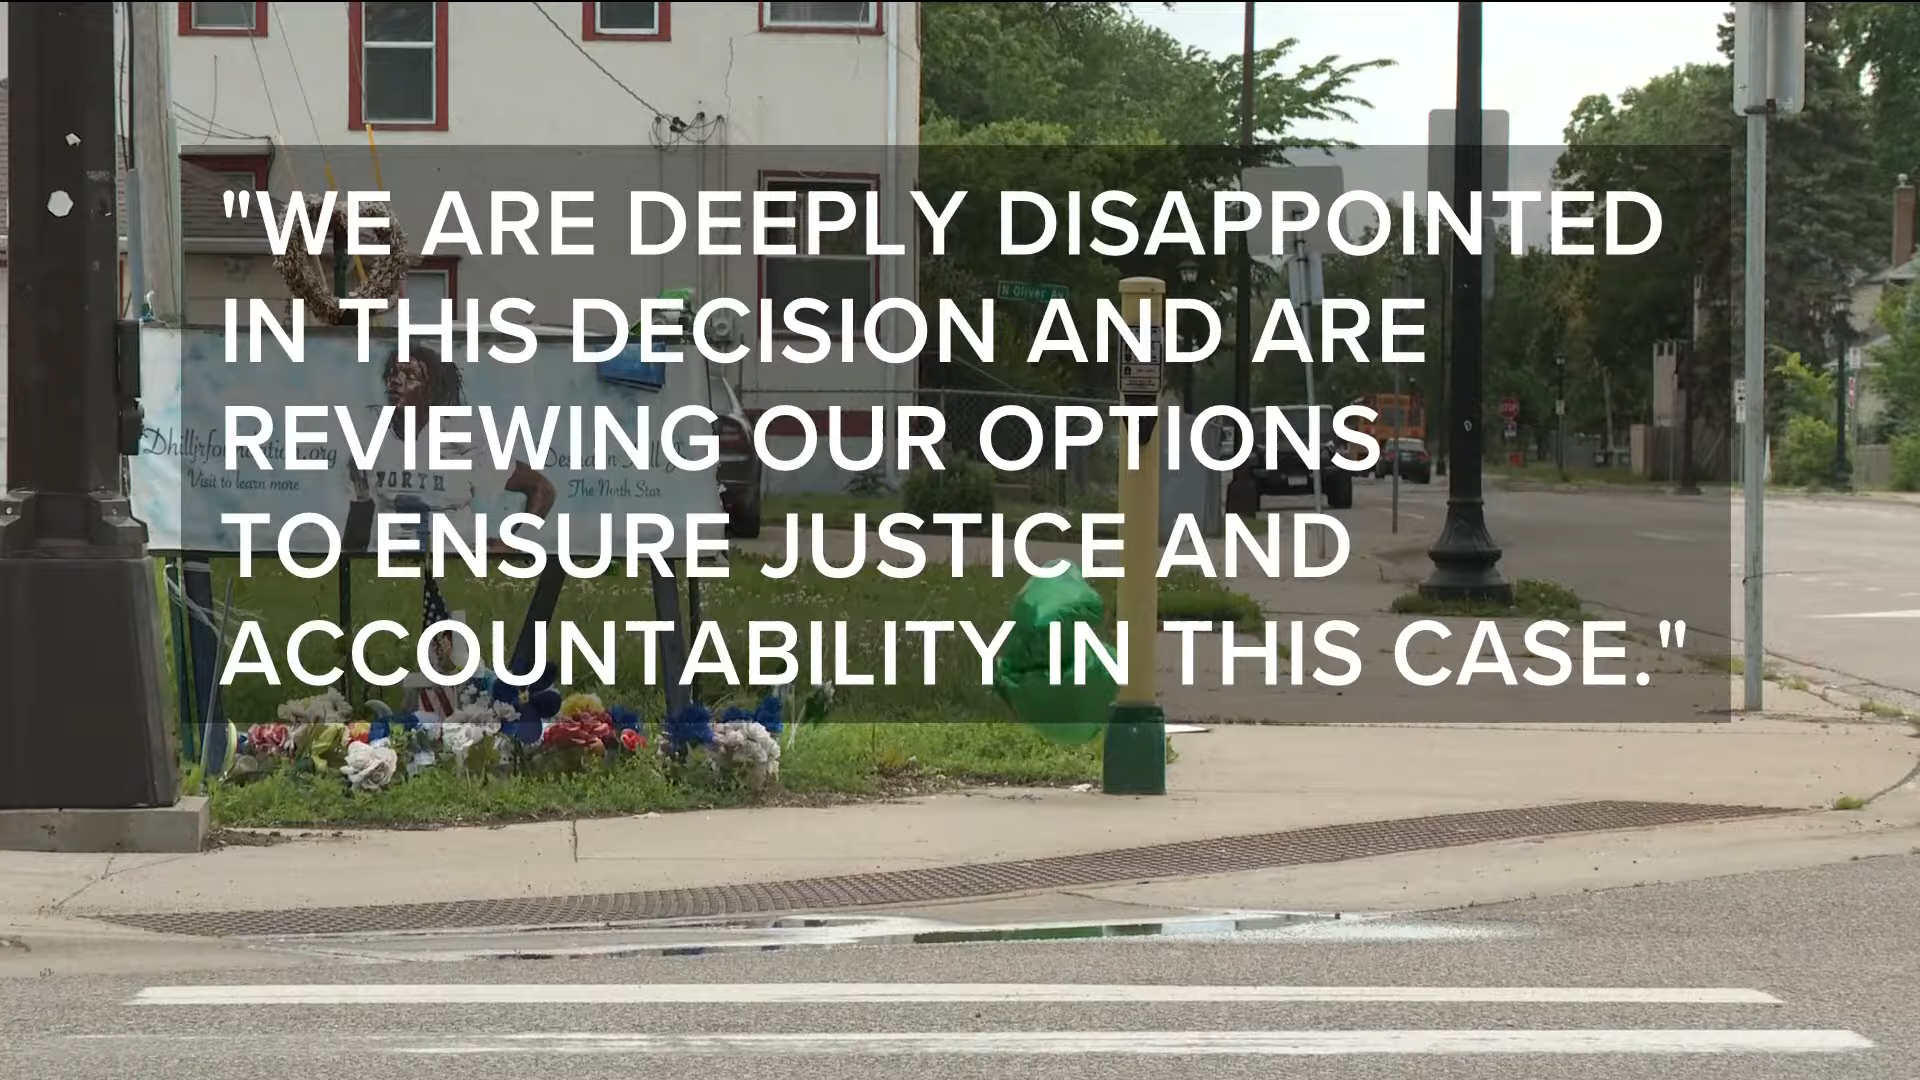 "WE ARE DEEPLY DISAPPOINTED
IN THIS DECISION AND ARE
REVIEWING OUR OPTIONS
TO ENSURE JUSTICE AND
ACCOUNTABILITY IN THIS CASE."
N Oliver Av
Visit to learn more
The North Star
NORTH